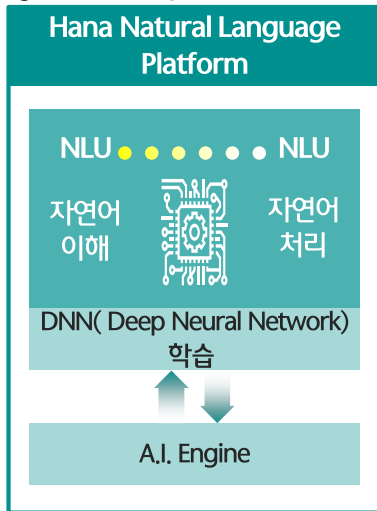 Hana Natural Language
Platform
NLU NLU
자연어 자연어
이해 처리
DNN( Deep Neural Network)
학습
A.I. Engine